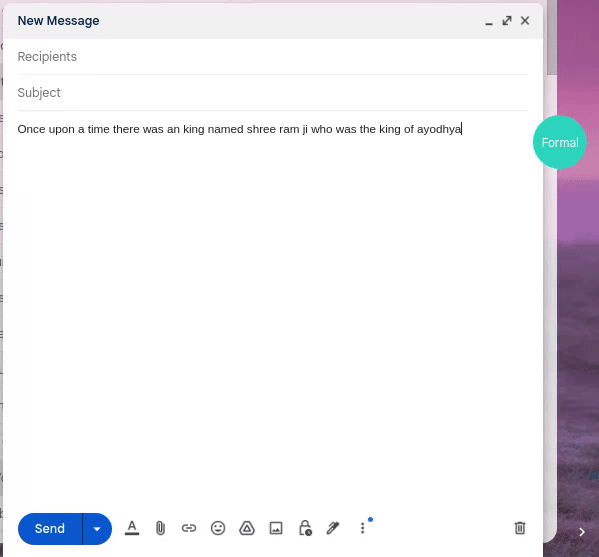 New Message
Recipients
Subject
Once upon a time there was an king named shree ram ji who was the king of ayodhya
Formal
Send